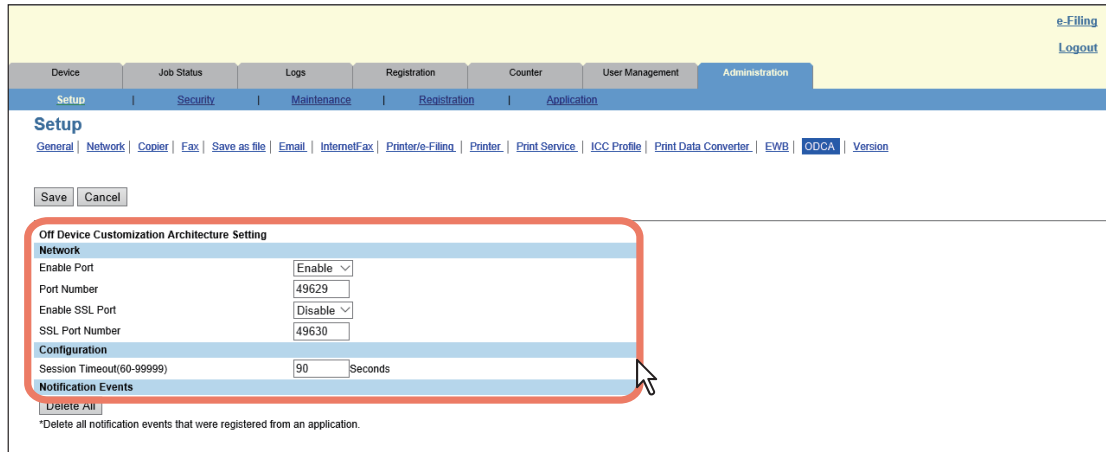 e-Filing
Logout
Device Job Status Logs Registration Counter User Management Administration
Setup | Security | Maintenance | Registration | Application
Setup
General | Network | Copier | Fax | Save as file | Email | InternetFax | Printer/e-Filing | Printer | Print Service | ICC Profile | Print Data Converter | EWB | ODCA | Version
Save Cancel
Off Device Customization Architecture Setting
Network
Enable Port Enable
Port Number 49629
Enable SSL Port Disable
SSL Port Number 49630
Configuration
Session Timeout(60-99999) 90 Seconds
Notification Events
Delete All
*Delete all notification events that were registered from an application.